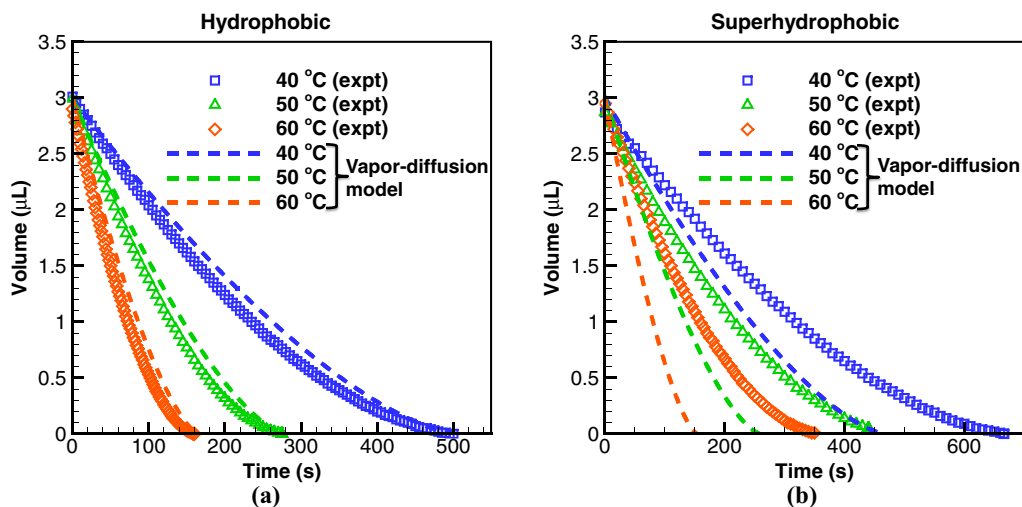 Hydrophobic
3.5
3
2.5
2
1.5
1
0.5
0
Volume (μL)
40 °C (expt)
50 °C (expt)
60 °C (expt)
40 °C
50 °C
60 °C
Vapor-diffusion
model
0 100 200 300 400 500
Time (s)
(a)
Superhydrophobic
3.5
3
2.5
2
1.5
1
0.5
0
Volume (μL)
40 °C (expt)
50 °C (expt)
60 °C (expt)
40 °C
50 °C
60 °C
Vapor-diffusion
model
0 200 400 600
Time (s)
(b)